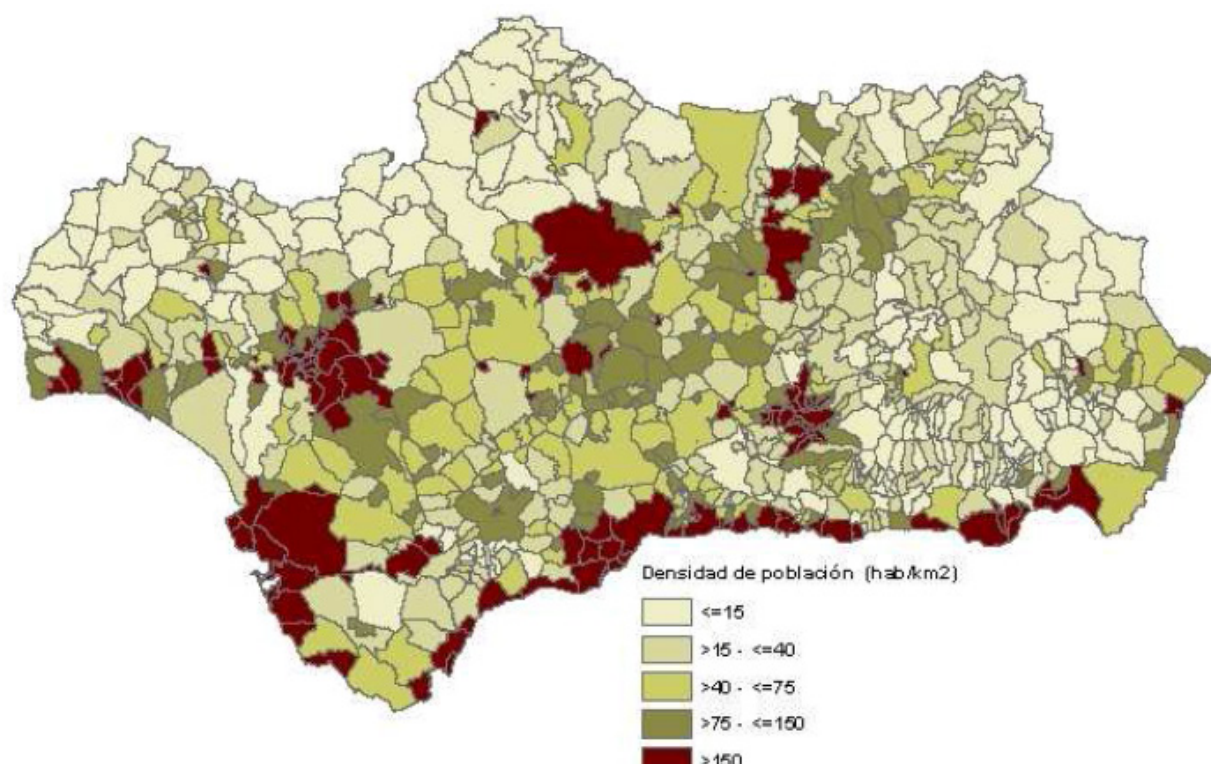 Densidad de población (hab/km2)
<=15
>15 - <=40
>40 - <=75
>75 - <=150
>150